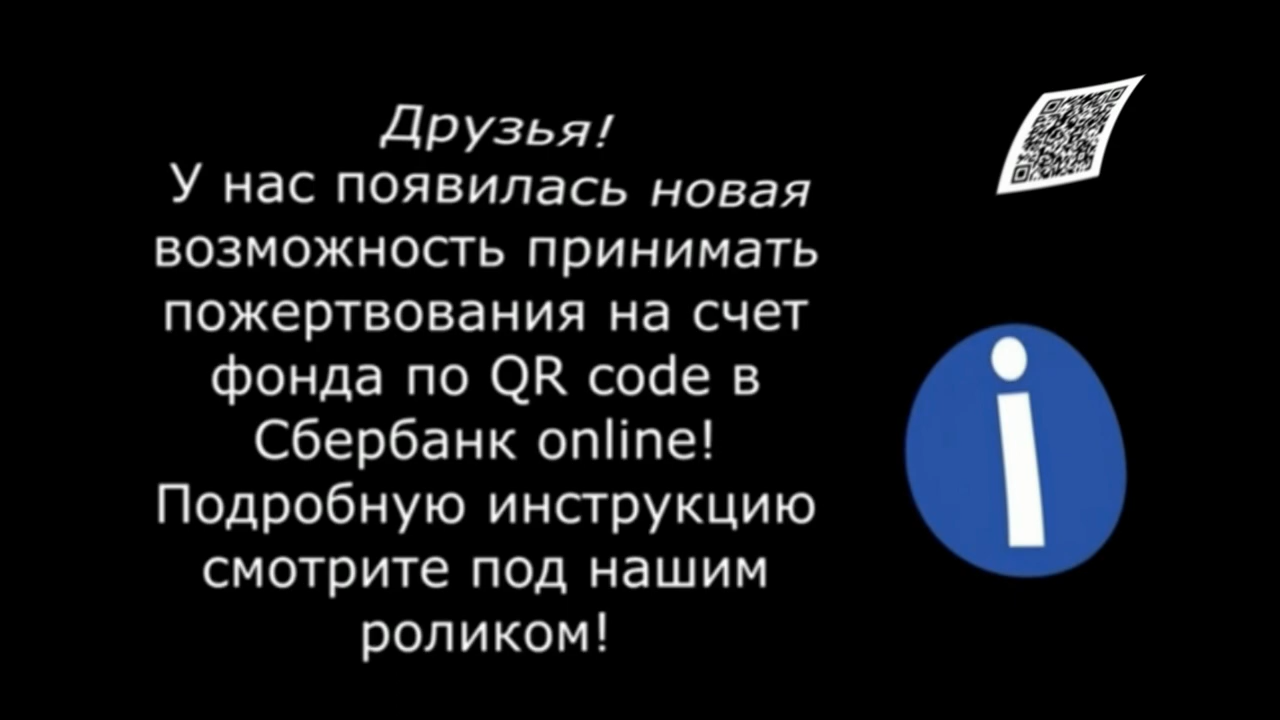 Друзья!
У нас появилась новая
возможность принимать
пожертвования на счет
фонда по QR code в
Сбербанк online!
Подробную инструкцию
смотрите под нашим
роликом!
i